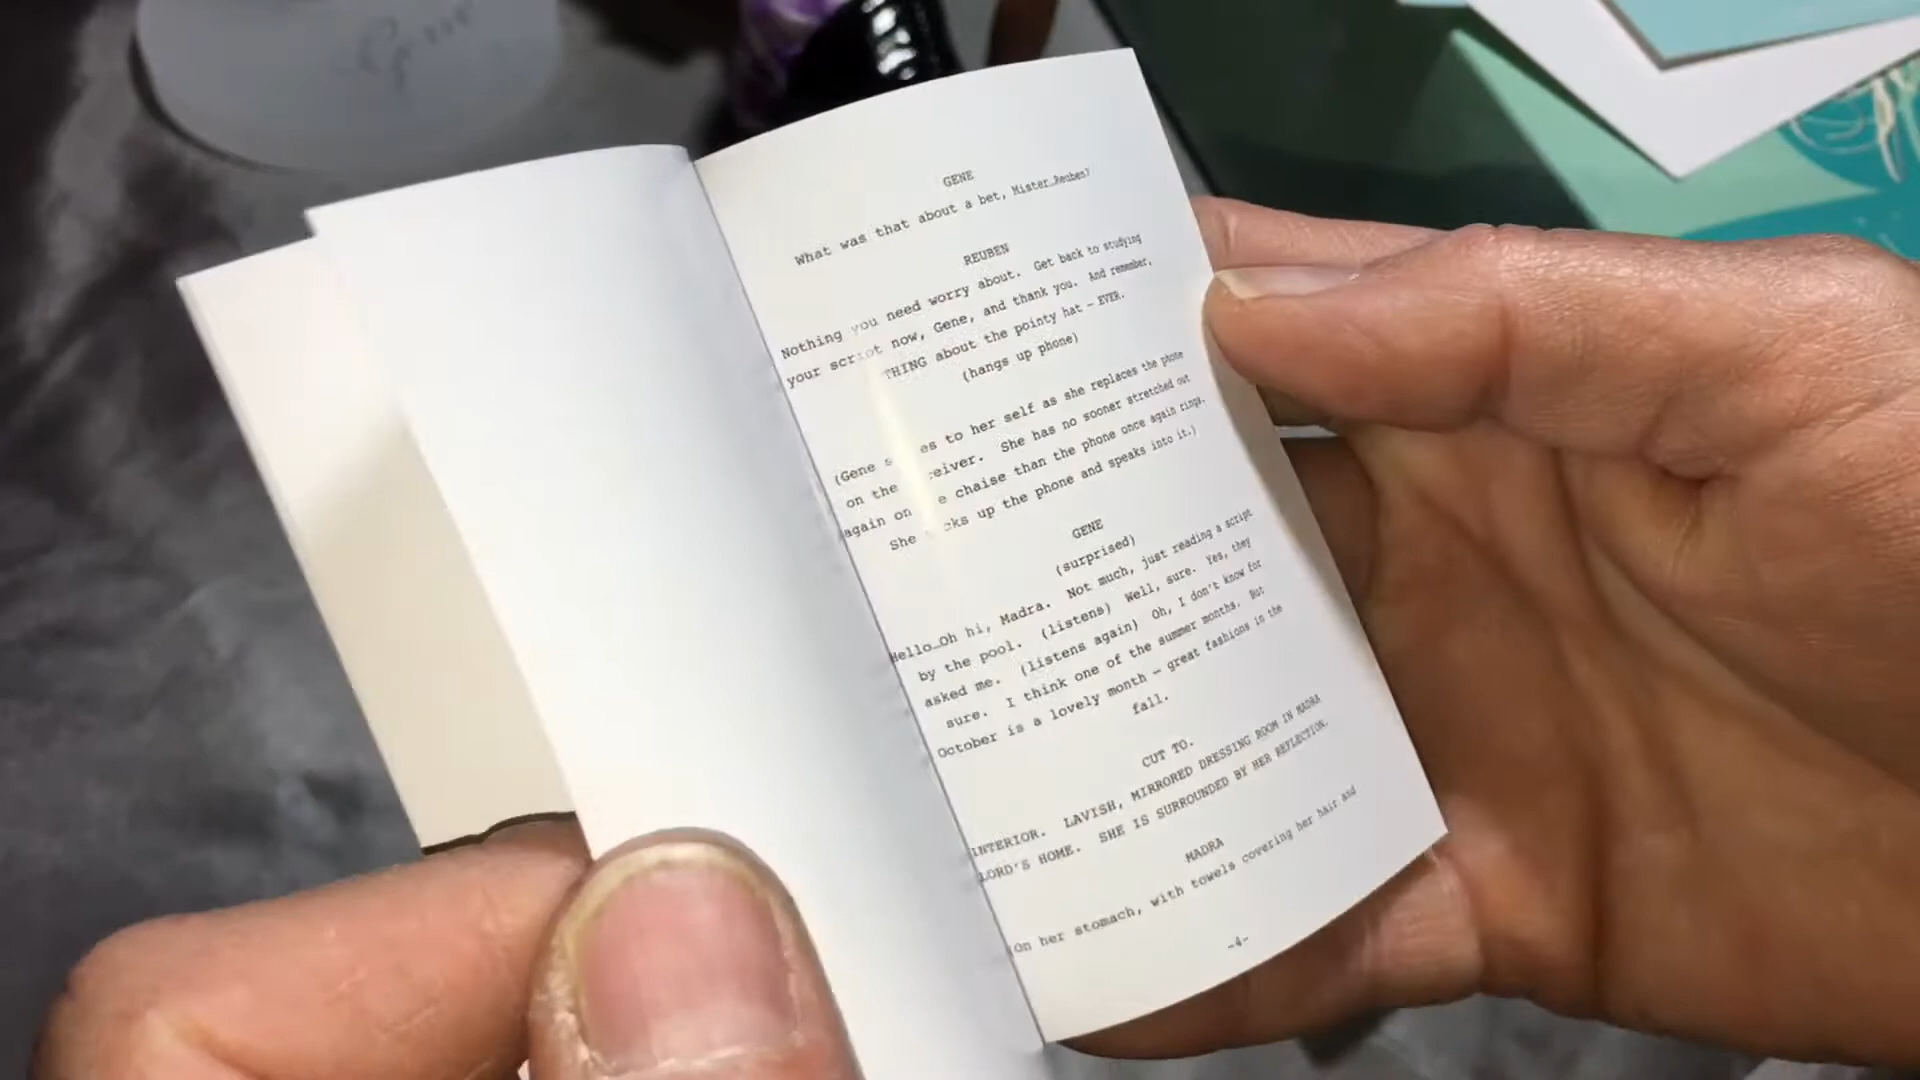 Gene
GENE
What was that about a bet, Mister…Reuben?
REUBEN
Nothing you need worry about. Get back to studying
your script now, Gene, and thank you. And remember,
THING about the pointy hat – EVER.
(hangs up phone)
(Gene es to her self as she replaces the phone
on the ceiver. She has no sooner stretched out
again on e chaise than the phone once again rings.
She cks up the phone and speaks into it.)
GENE
(surprised)
Hello…Oh hi, Madra. Not much, just reading a script
by the pool. (listens) Well, sure. Yes, they
asked me. (listens again) Oh, I don't know for
sure. I think one of the summer months. But
October is a lovely month – great fashions in the
fall.
CUT TO.
INTERIOR. LAVISH, MIRRORED DRESSING ROOM IN MADRA
LORD'S HOME. SHE IS SURROUNDED BY HER REFLECTION.
MADRA
(On her stomach, with towels covering her hair and
-4-